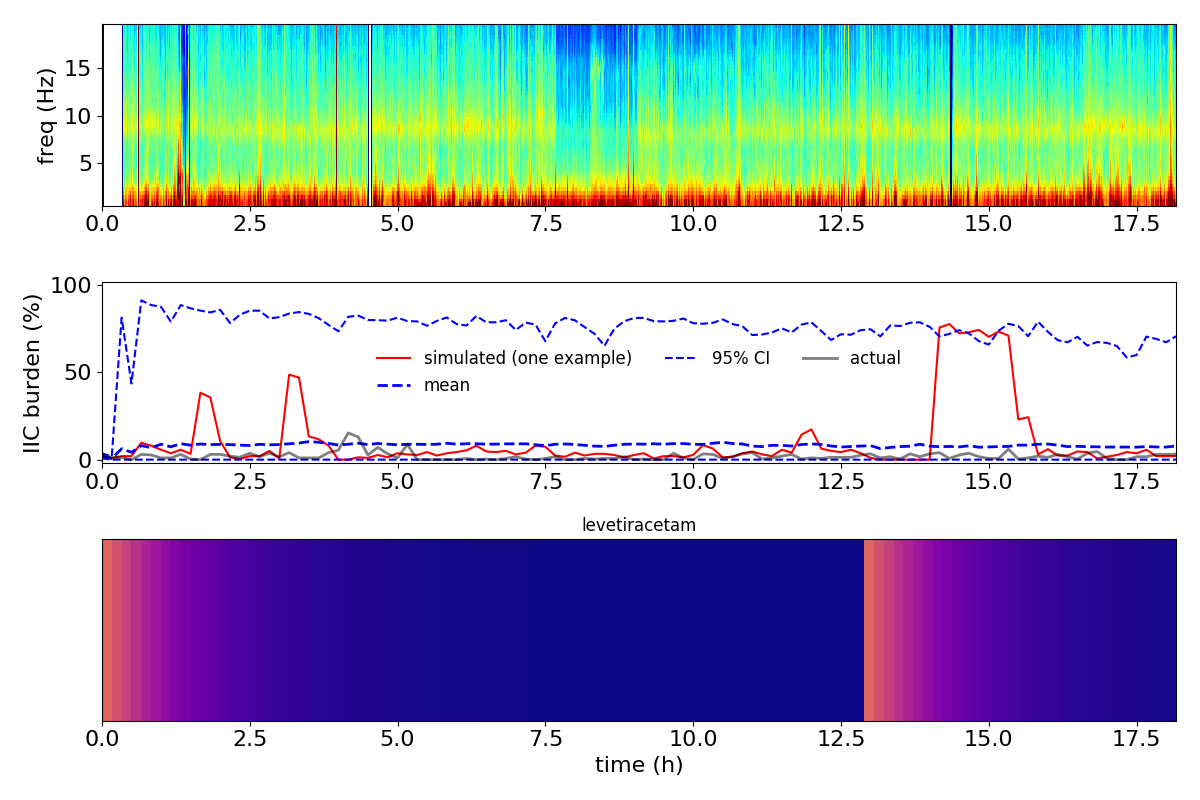 freq (Hz)
15
10
5
0.0 2.5 5.0 7.5 10.0 12.5 15.0 17.5
IIC burden (%)
100
50
0
simulated (one example) 95% CI actual
mean
0.0 2.5 5.0 7.5 10.0 12.5 15.0 17.5
levetiracetam
0.0 2.5 5.0 7.5 10.0 12.5 15.0 17.5
time (h)